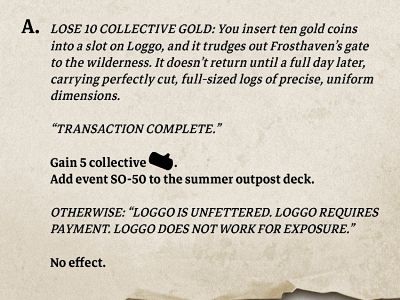 A. LOSE 10 COLLECTIVE GOLD: You insert ten gold coins
into a slot on Loggo, and it trudges out Frosthaven's gate
to the wilderness. It doesn't return until a full day later,
carrying perfectly cut, full-sized logs of precise, uniform
dimensions.
"TRANSACTION COMPLETE."
Gain 5 collective .
Add event SO-50 to the summer outpost deck.
OTHERWISE: "LOGGO IS UNFETTERED. LOGGO REQUIRES
PAYMENT. LOGGO DOES NOT WORK FOR EXPOSURE."
No effect.